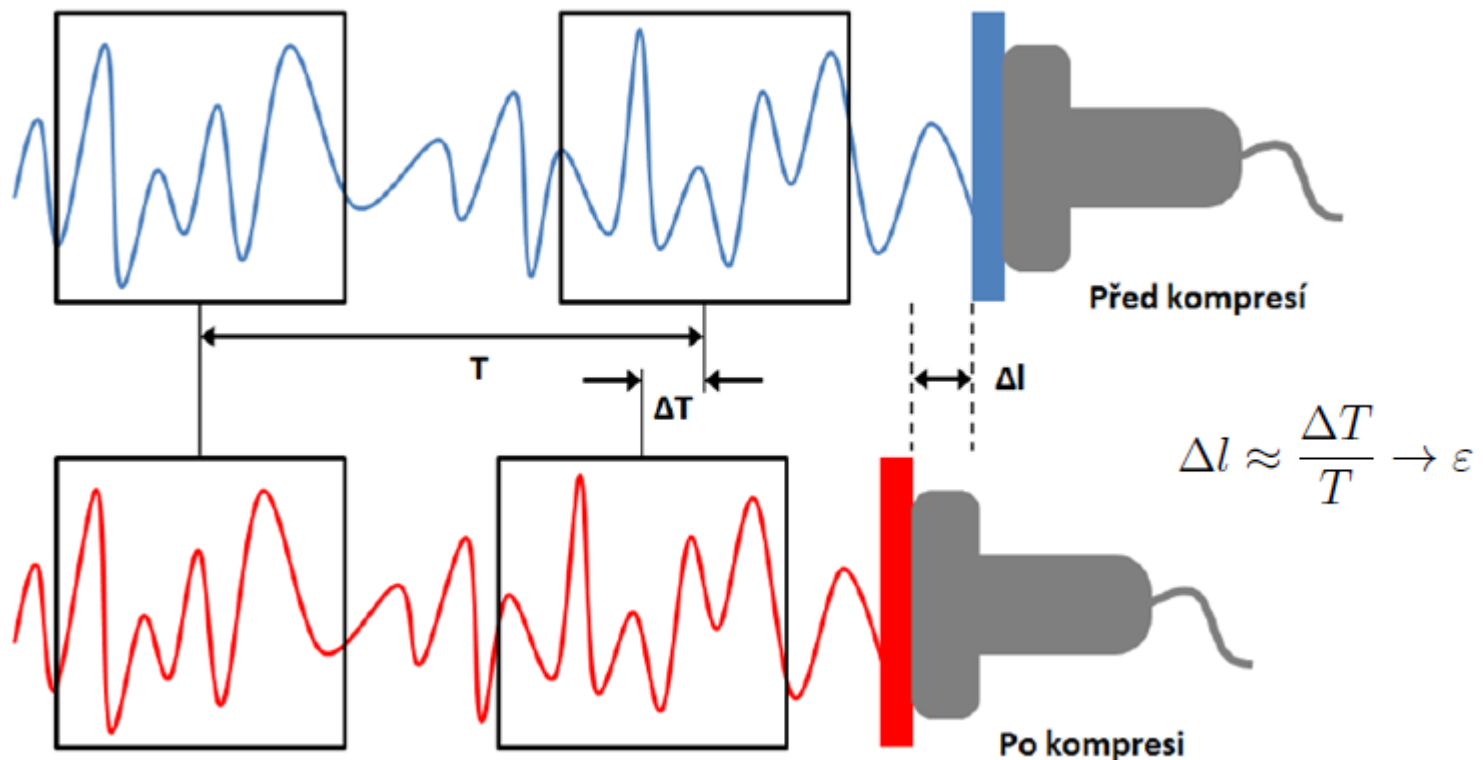 Před kompresí
T
ΔT
Δl
Δl ≈ ΔT/T → ε
Po kompresi